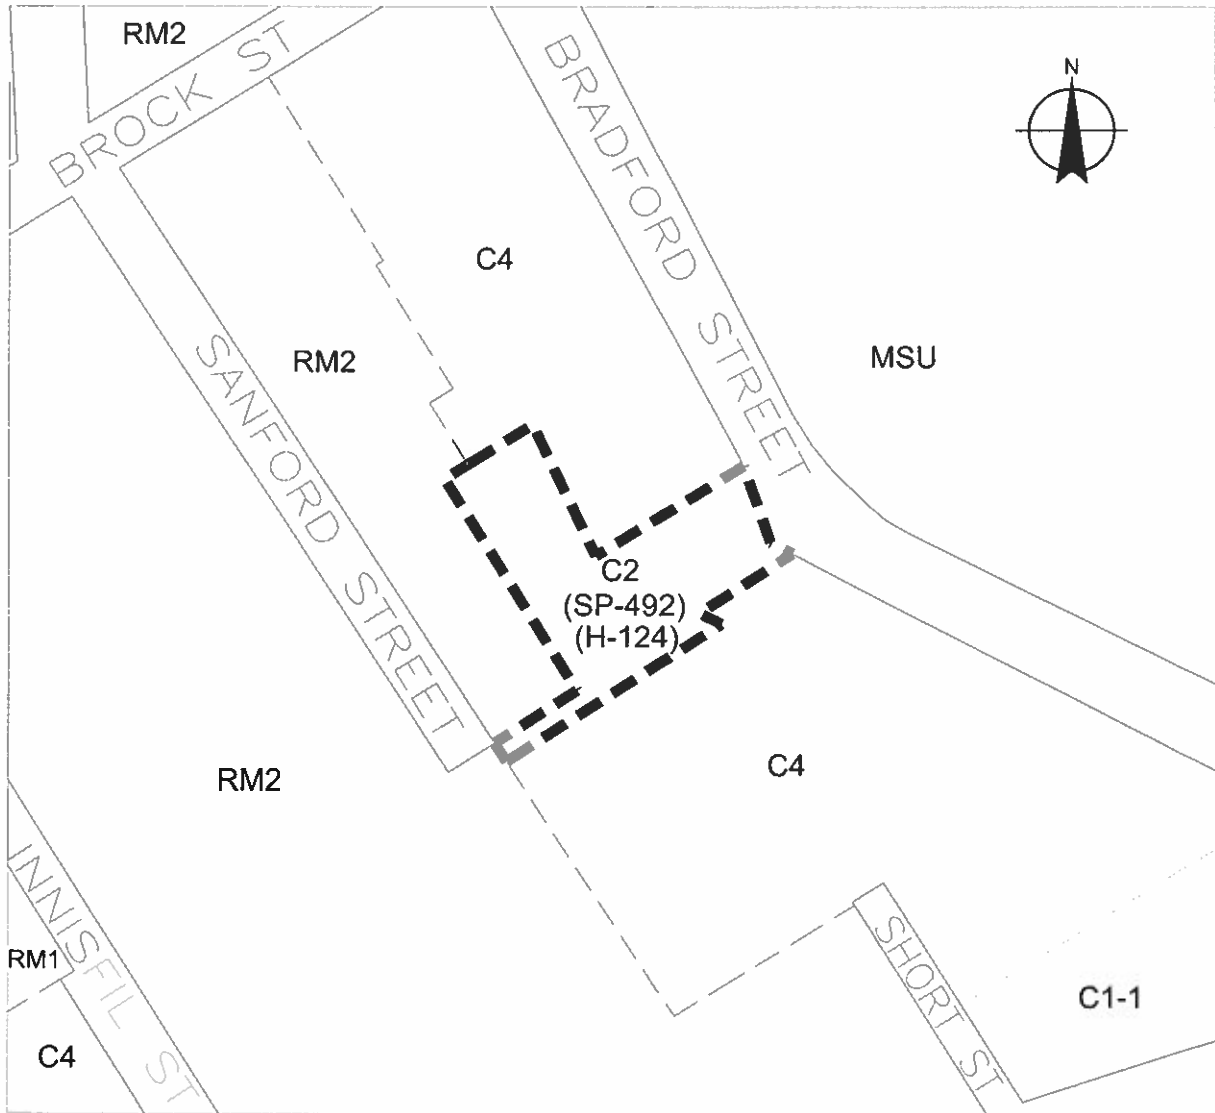 RM2
BROCK ST
BRADFORD STREET
N
C4
RM2
MSU
SANFORD STREET
C2
(SP-492)
(H-124)
C4
RM2
INNISFIL ST
RM1
SHORT ST
C1-1
C4